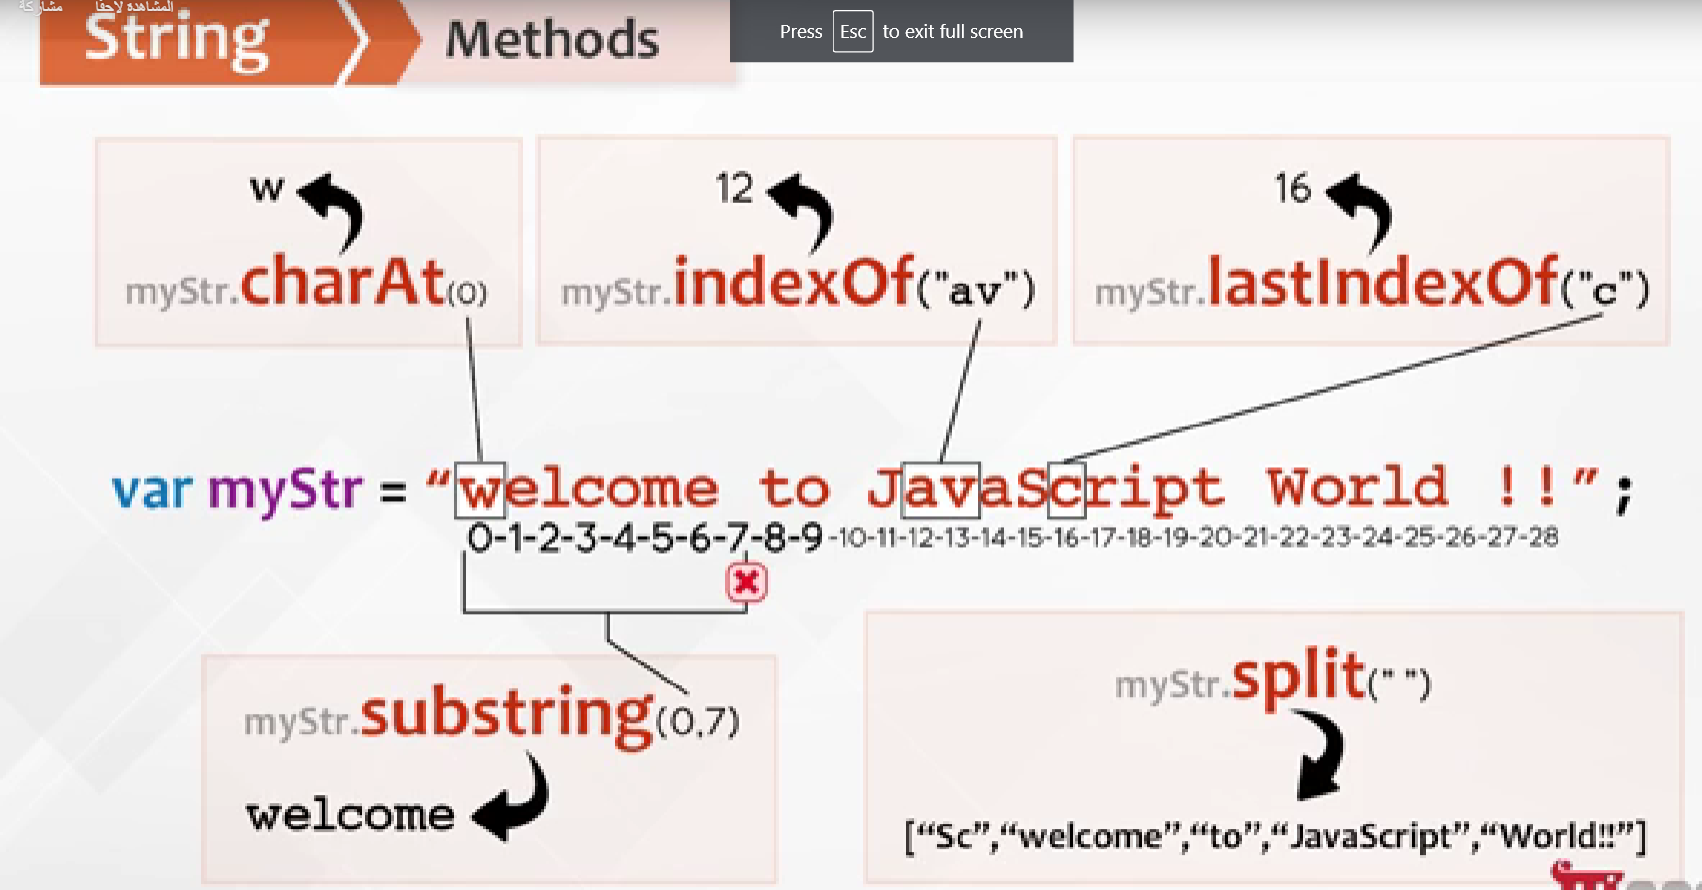 مشاركة المشاهدة لاحقًا
String Methods
Press Esc to exit full screen
w
myStr.charAt(0)
12
myStr.indexOf("av")
16
myStr.lastIndexOf("c")
var myStr = “welcome to JavaScript World !!”;
0-1-2-3-4-5-6-7-8-9-10-11-12-13-14-15-16-17-18-19-20-21-22-23-24-25-26-27-28
myStr.substring(0,7)
welcome
myStr.split(" ")
[“Sc”,“welcome”,“to”,“JavaScript”,“World!!”]